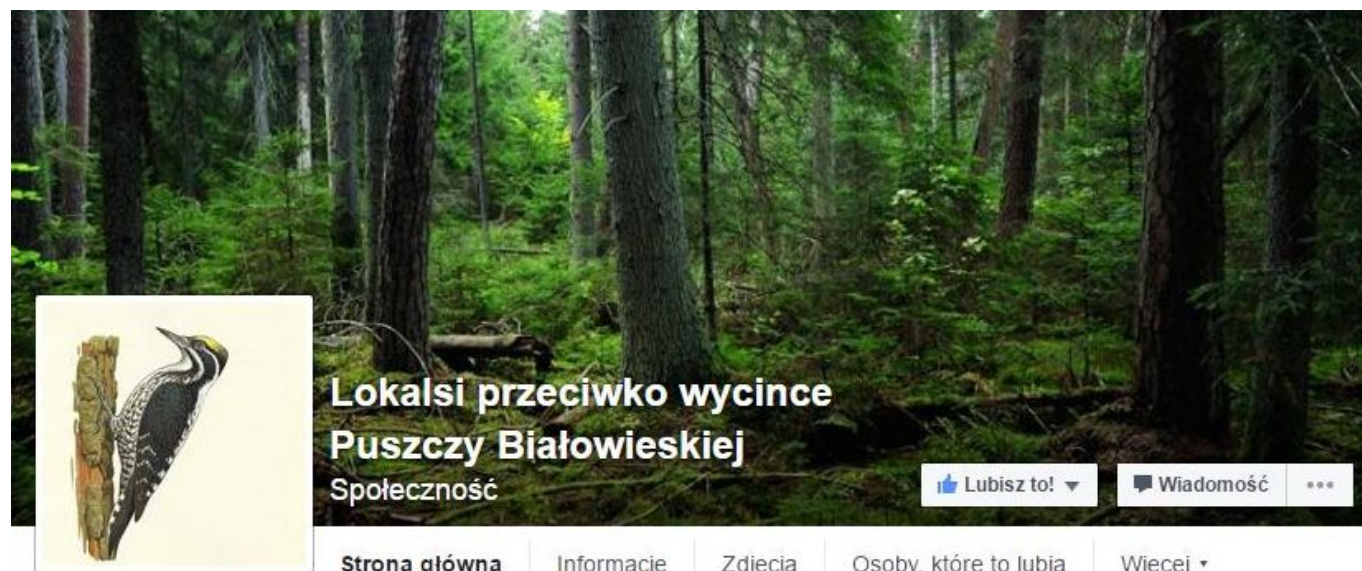 Lokalsi przeciwko wycince
Puszczy Białowieskiej
Społeczność
Lubisz to!
Wiadomość
Strona główna
Informacje
Zdjęcia
Osoby, które to lubią
Więcej